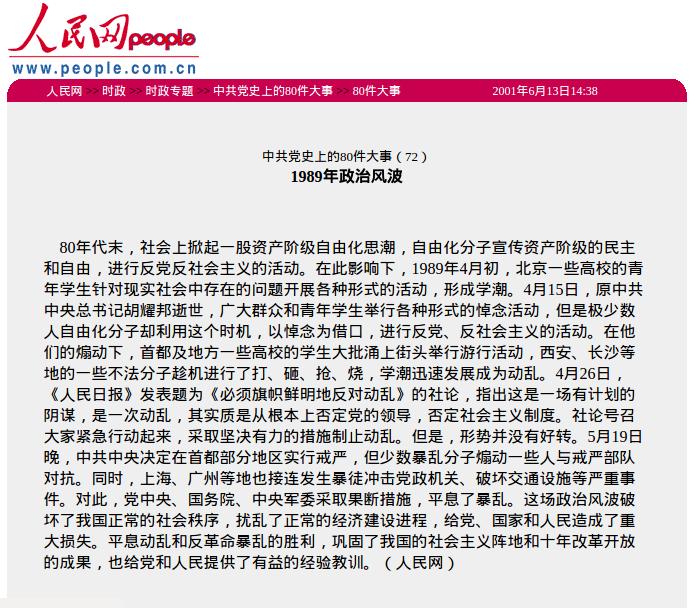 人民网people
www.people.com.cn
人民网 >> 时政 >> 时政专题 >> 中共党史上的80件大事 >> 80件大事 2001年6月13日14:38
中共党史上的80件大事（72）
1989年政治风波
80年代末，社会上掀起一股资产阶级自由化思潮，自由化分子宣传资产阶级的民主
和自由，进行反党反社会主义的活动。在此影响下，1989年4月初，北京一些高校的青
年学生针对现实社会中存在的问题开展各种形式的活动，形成学潮。4月15日，原中共
中央总书记胡耀邦逝世，广大群众和青年学生举行各种形式的悼念活动，但是极少数
人自由化分子却利用这个时机，以悼念为借口，进行反党、反社会主义的活动。在他
们的煽动下，首都及地方一些高校的学生大批涌上街头举行游行活动，西安、长沙等
地的一些不法分子趁机进行了打、砸、抢、烧，学潮迅速发展成为动乱。4月26日，
《人民日报》发表题为《必须旗帜鲜明地反对动乱》的社论，指出这是一场有计划的
阴谋，是一次动乱，其实质是从根本上否定党的领导，否定社会主义制度。社论号召
大家紧急行动起来，采取坚决有力的措施制止动乱。但是，形势并没有好转。5月19日
晚，中共中央决定在首都部分地区实行戒严，但少数暴乱分子煽动一些人与戒严部队
对抗。同时，上海、广州等地也接连发生暴徒冲击党政机关、破坏交通设施等严重事
件。对此，党中央、国务院、中央军委采取果断措施，平息了暴乱。这场政治风波破
坏了我国正常的社会秩序，扰乱了正常的经济建设进程，给党、国家和人民造成了重
大损失。平息动乱和反革命暴乱的胜利，巩固了我国的社会主义阵地和十年改革开放
的成果，也给党和人民提供了有益的经验教训。（人民网）